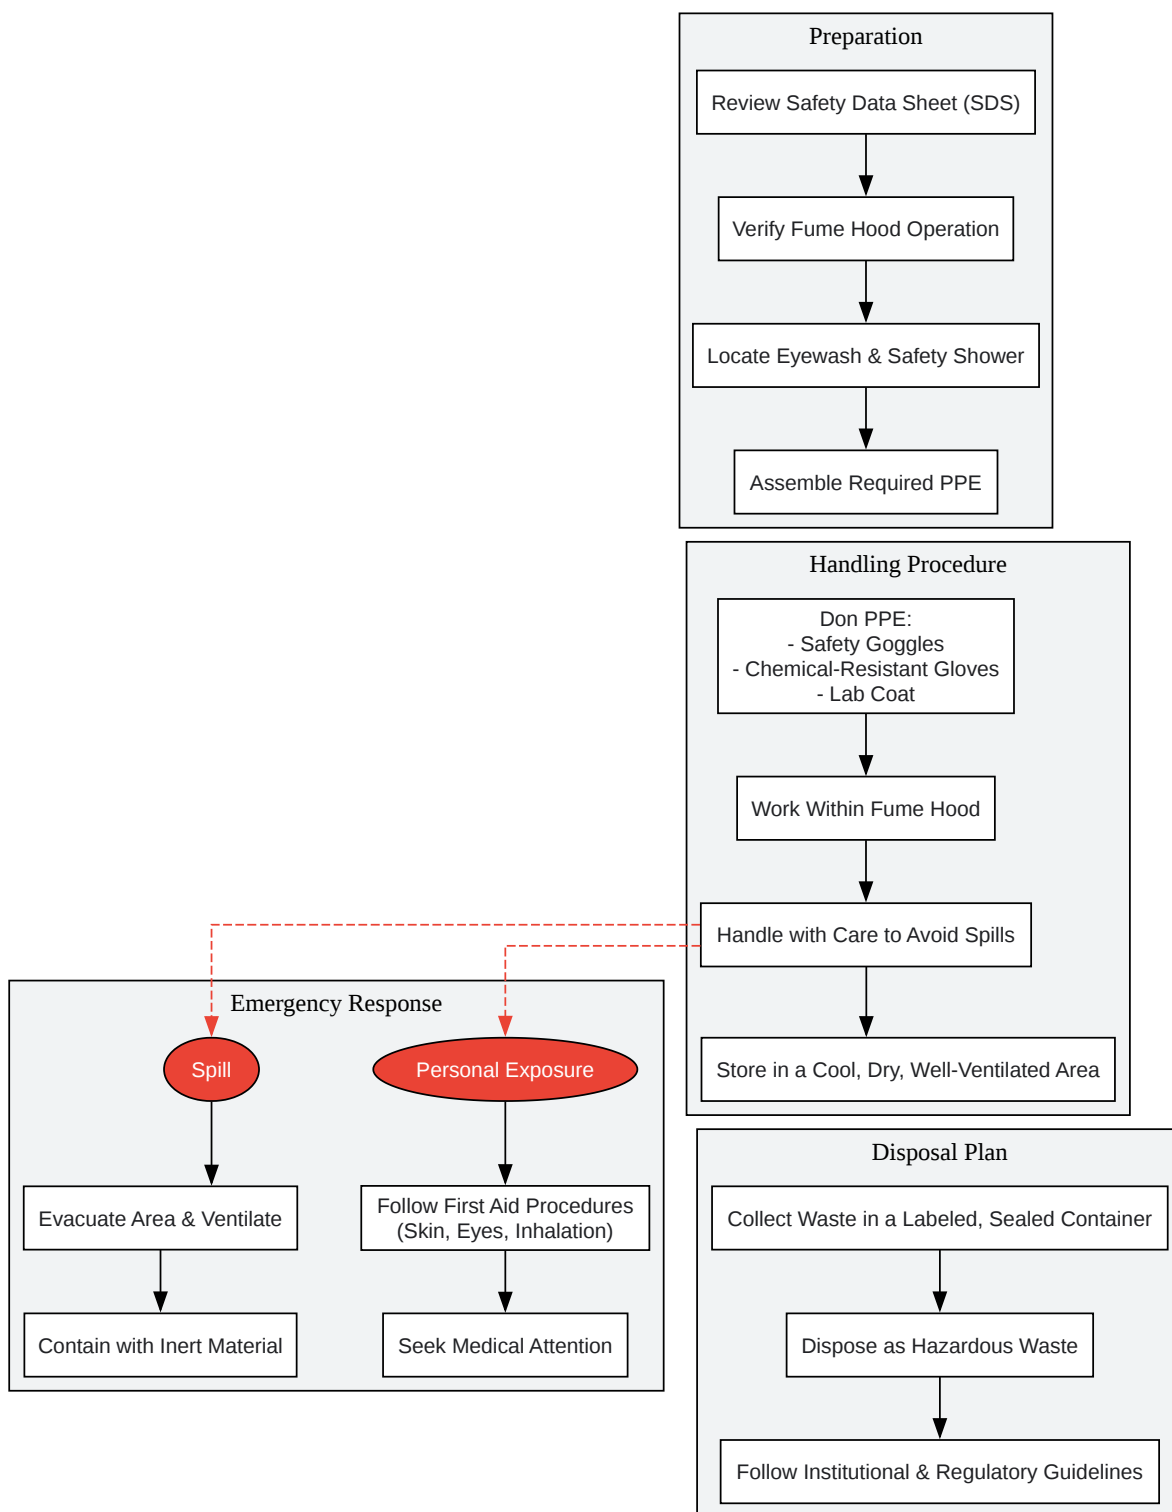 Preparation
Review Safety Data Sheet (SDS)
Verify Fume Hood Operation
Locate Eyewash & Safety Shower
Assemble Required PPE
Handling Procedure
Don PPE:
- Safety Goggles
- Chemical-Resistant Gloves
- Lab Coat
Work Within Fume Hood
Handle with Care to Avoid Spills
Store in a Cool, Dry, Well-Ventilated Area
Emergency Response
Spill
Evacuate Area & Ventilate
Contain with Inert Material
Personal Exposure
Follow First Aid Procedures
(Skin, Eyes, Inhalation)
Seek Medical Attention
Disposal Plan
Collect Waste in a Labeled, Sealed Container
Dispose as Hazardous Waste
Follow Institutional & Regulatory Guidelines